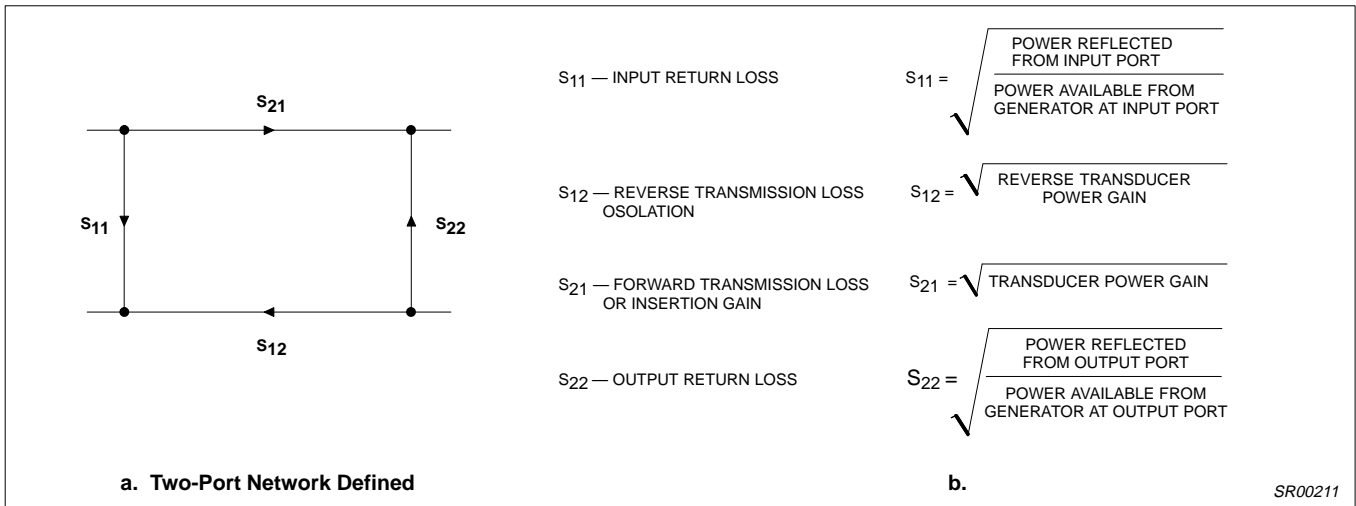 S21
S11
S22
S12
a. Two-Port Network Defined
S11 — INPUT RETURN LOSS
S12 — REVERSE TRANSMISSION LOSS
OSOLATION
S21 — FORWARD TRANSMISSION LOSS
OR INSERTION GAIN
S22 — OUTPUT RETURN LOSS
S11 = √
POWER REFLECTED
FROM INPUT PORT
POWER AVAILABLE FROM
GENERATOR AT INPUT PORT
S12 = √
REVERSE TRANSDUCER
POWER GAIN
S21 = √ TRANSDUCER POWER GAIN
S22 = √
POWER REFLECTED
FROM OUTPUT PORT
POWER AVAILABLE FROM
GENERATOR AT OUTPUT PORT
b.
SR00211